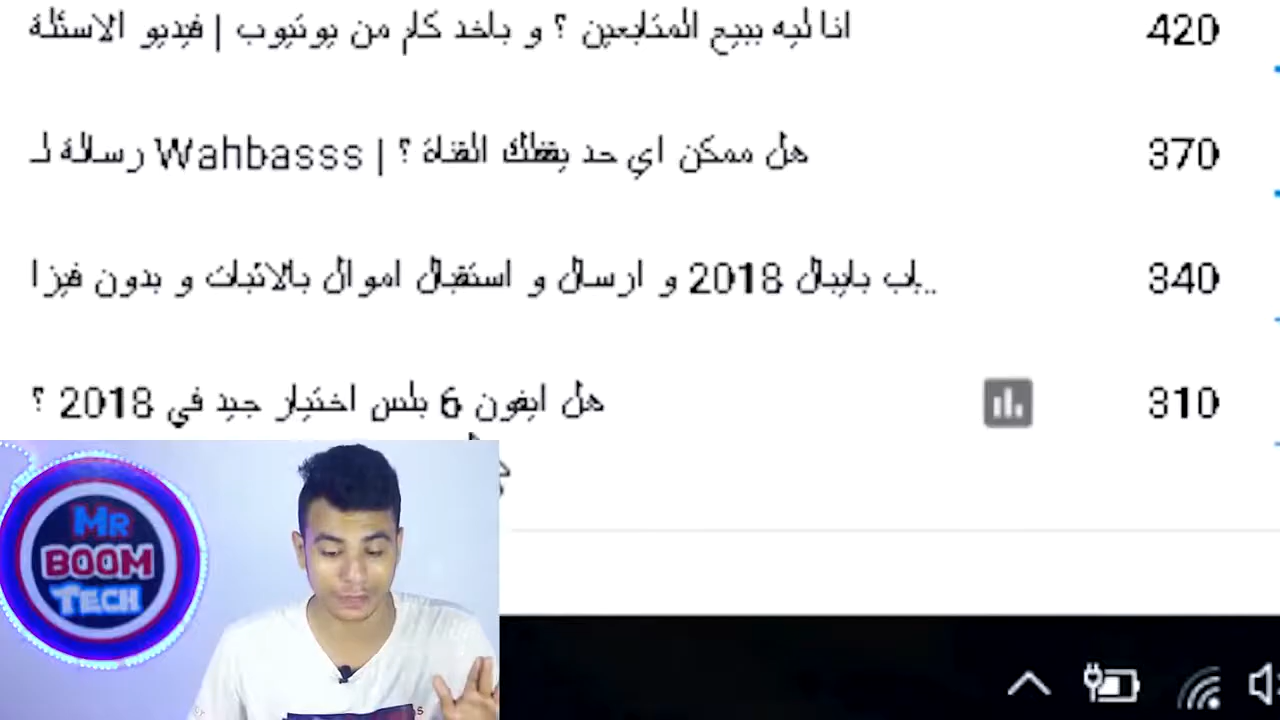 انا ليه ببيع المتابعين ؟ و باخد كام من يوتيوب | فيديو الاسئلة
420
هل ممكن اي حد يقفلك القناة ؟ | Wahbasss رسالة لـ
370
..باب بايبال 2018 و ارسال و استقبال اموال بالاثبات و بدون فيزا
340
هل ايفون 6 بلس اختيار جيد في 2018 ؟
310
MR
BOOM
TECH